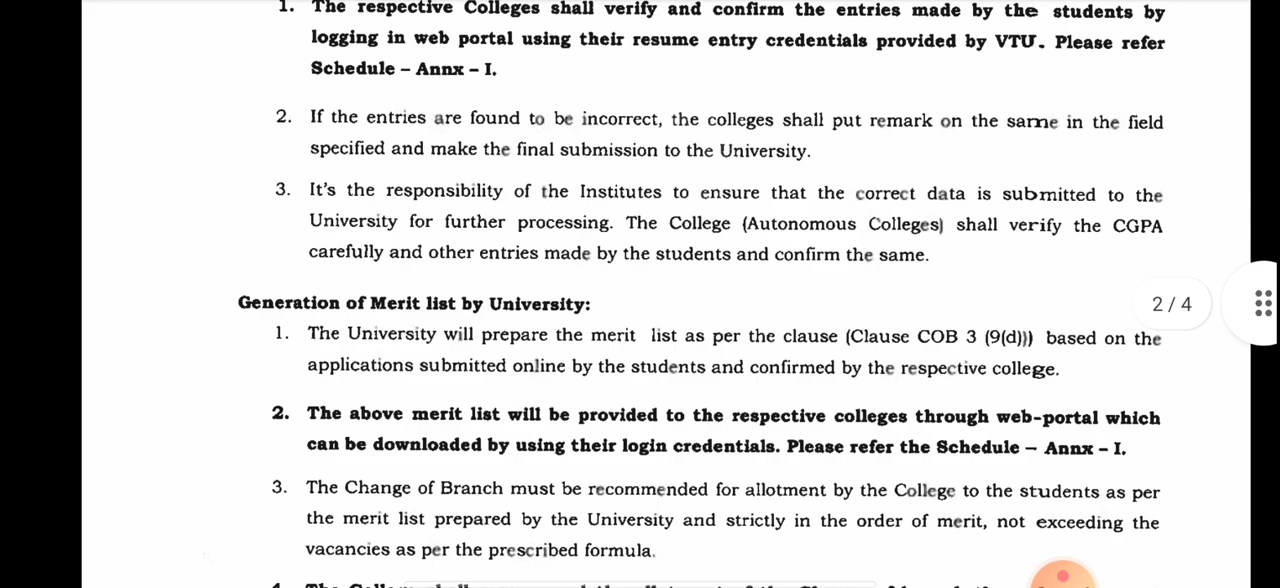 1. The respective Colleges shall verify and confirm the entries made by the students by
logging in web portal using their resume entry credentials provided by VTU. Please refer
Schedule – Annx – I.
2. If the entries are found to be incorrect, the colleges shall put remark on the same in the field
specified and make the final submission to the University.
3. It's the responsibility of the Institutes to ensure that the correct data is submitted to the
University for further processing. The College (Autonomous Colleges) shall verify the CGPA
carefully and other entries made by the students and confirm the same.
Generation of Merit list by University:
2 / 4
1. The University will prepare the merit list as per the clause (Clause COB 3 (9(d))) based on the
applications submitted online by the students and confirmed by the respective college.
2. The above merit list will be provided to the respective colleges through web-portal which
can be downloaded by using their login credentials. Please refer the Schedule – Annx – I.
3. The Change of Branch must be recommended for allotment by the College to the students as per
the merit list prepared by the University and strictly in the order of merit, not exceeding the
vacancies as per the prescribed formula.